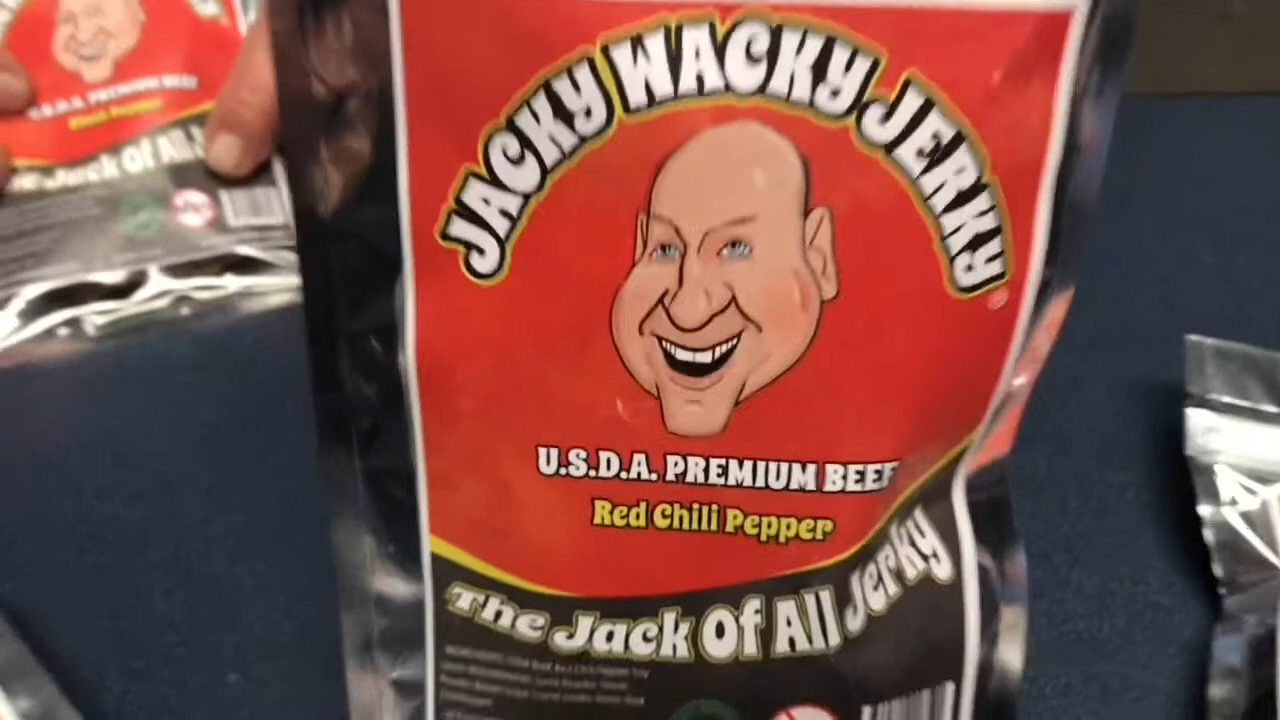 JACKY WACKY JERKY
U.S.D.A. PREMIUM BEEF
Red Chili Pepper
The Jack Of All Jerky
U.S.D.A. PREMIUM BEEF
The Jack Of All